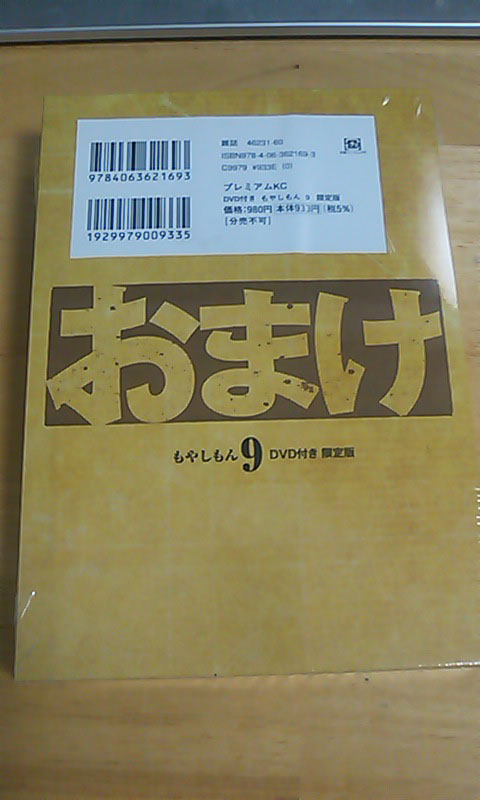 雑誌 46231-60
ISBN978-4-06-362169-3
C9979 ¥933E (0)
9784063621693
プレミアムKC
DVD付き もやしもん 9 限定版
価格:980円 本体933円 (税5%)
[分売不可]
1929979009335
おまけ
もやしもん9 DVD付き 限定版